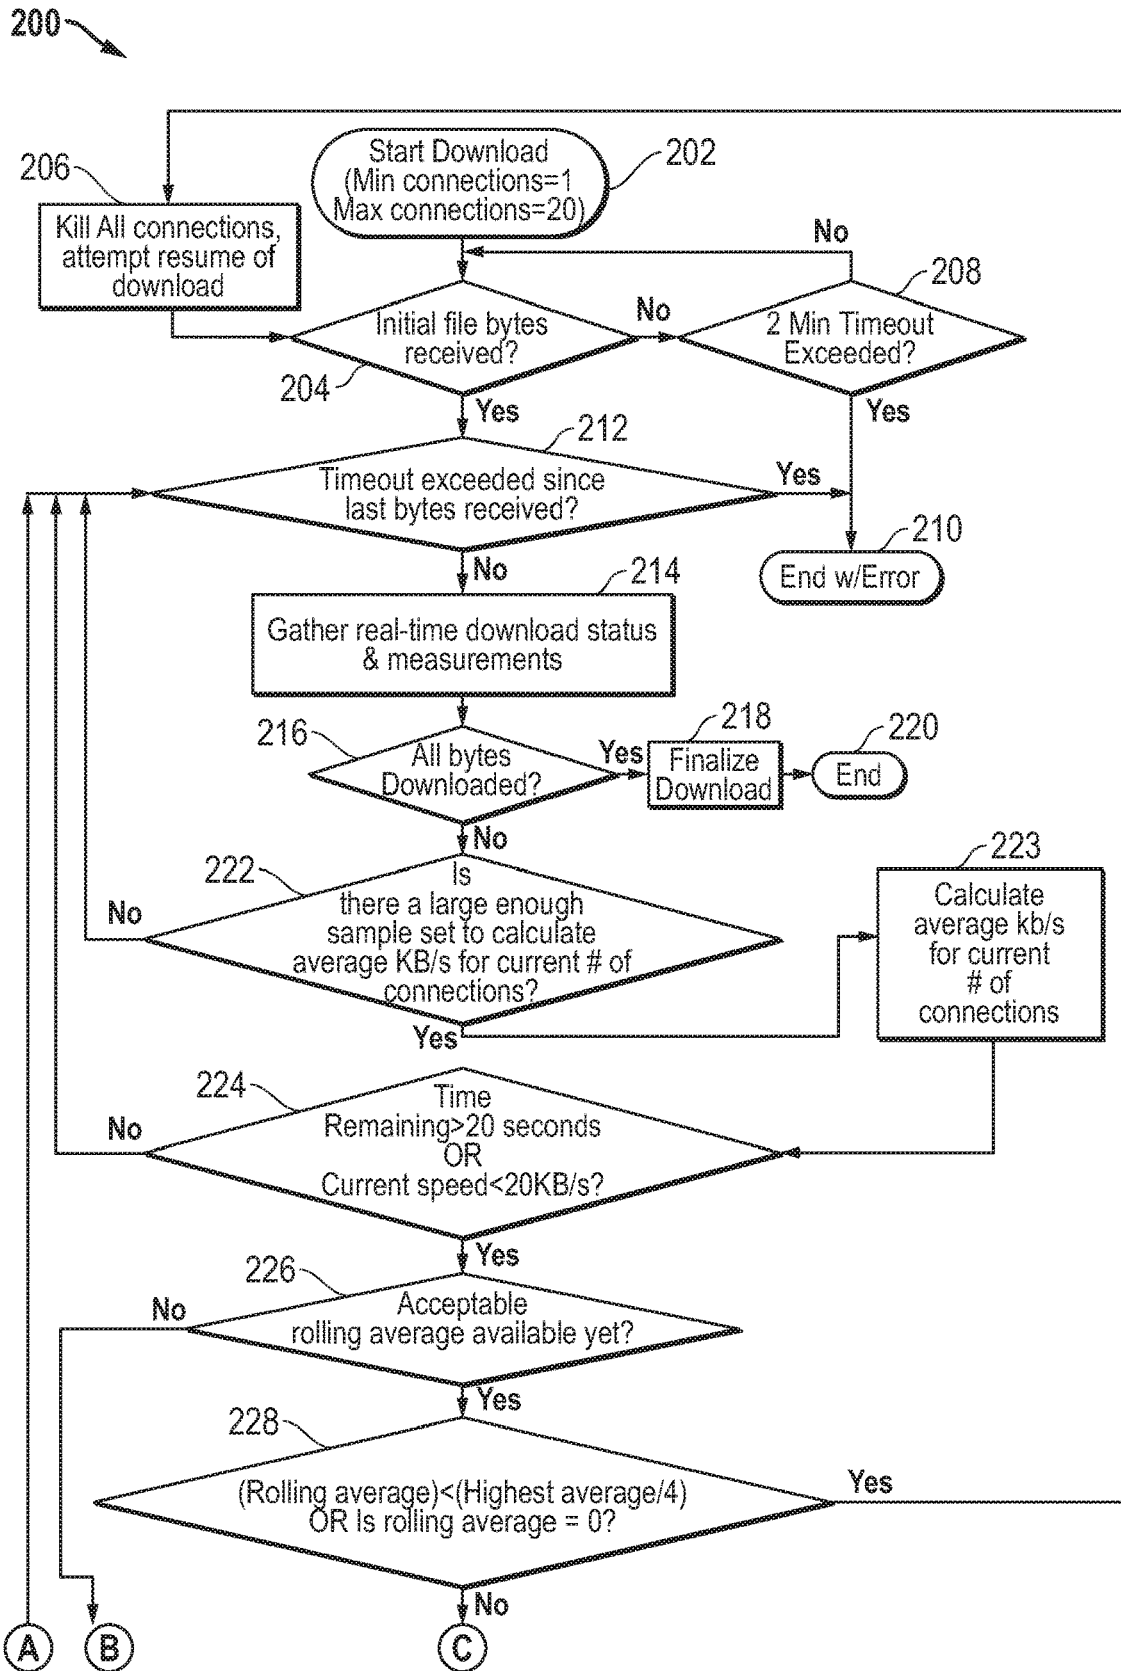 200
202
Start Download
(Min connections=1
Max connections=20)
206
Kill All connections,
attempt resume of
download
No
208
Initial file bytes
received?
No
2 Min Timeout
Exceeded?
204
Yes
Yes
212
Timeout exceeded since
last bytes received?
Yes
210
End w/Error
No
214
Gather real-time download status
& measurements
216
All bytes
Downloaded?
Yes
218
Finalize
Download
220
End
No
222
Is
there a large enough
sample set to calculate
average KB/s for current # of
connections?
No
Yes
223
Calculate
average kb/s
for current
# of
connections
224
Time
Remaining>20 seconds
OR
Current speed<20KB/s?
No
Yes
226
Acceptable
rolling average available yet?
No
Yes
228
(Rolling average)<(Highest average/4)
OR Is rolling average = 0?
Yes
No
A
B
C